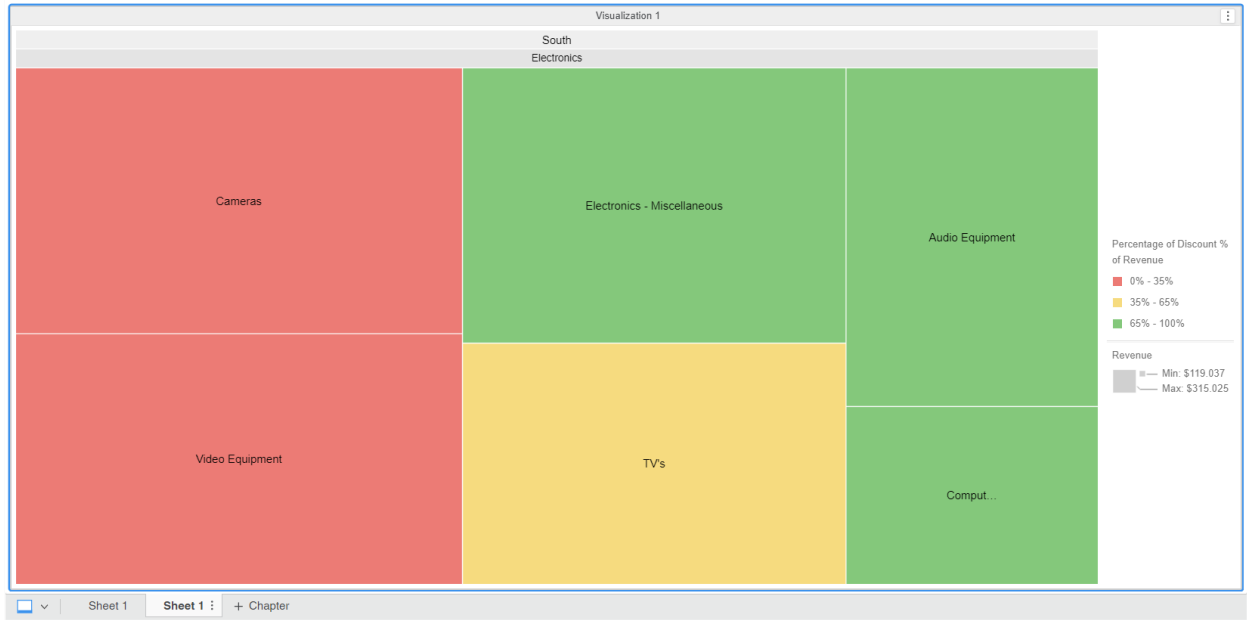 Visualization 1
South
Electronics
Cameras
Electronics - Miscellaneous
Audio Equipment
Video Equipment
TV's
Comput...
Percentage of Discount %
of Revenue
0% - 35%
35% - 65%
65% - 100%
Revenue
Min: $119.037
Max: $315.025
Sheet 1
Sheet 1
+ Chapter